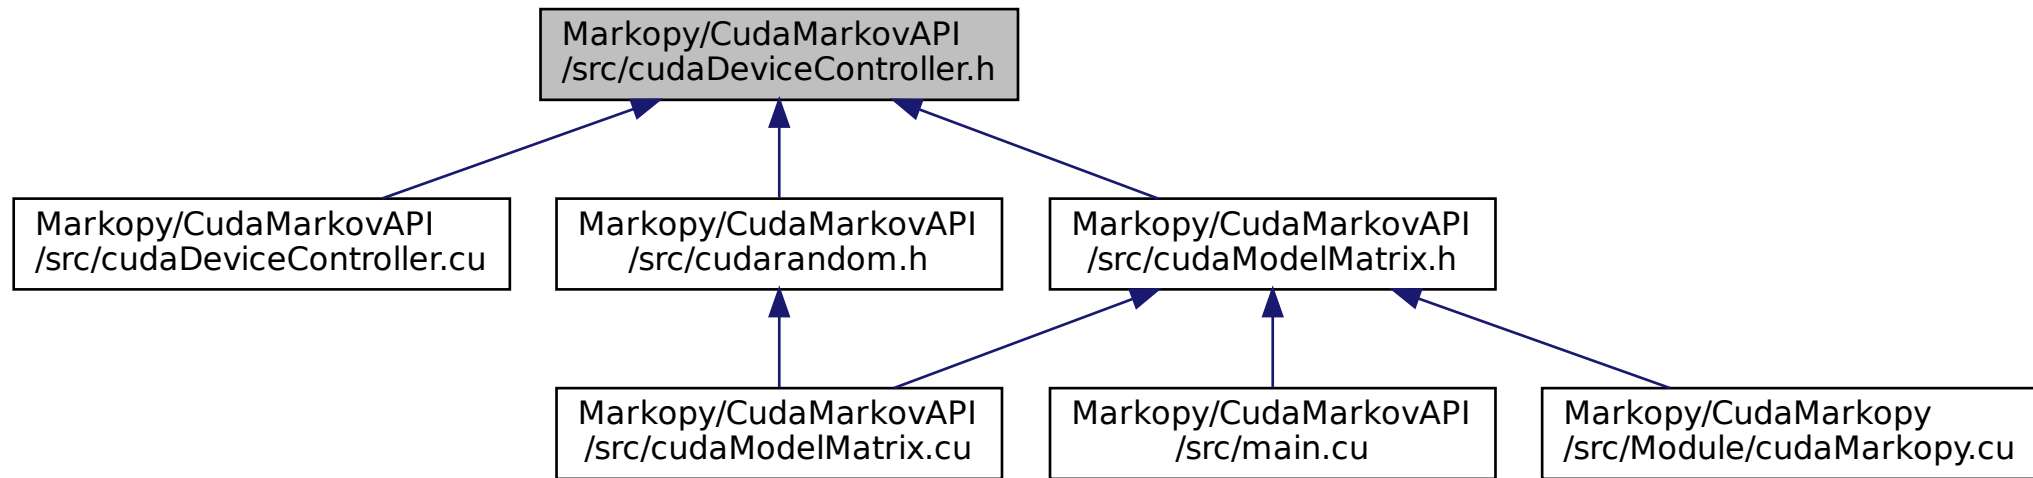 Markopy/CudaMarkovAPI
/src/cudaDeviceController.h
Markopy/CudaMarkovAPI
/src/cudaDeviceController.cu
Markopy/CudaMarkovAPI
/src/cudarandom.h
Markopy/CudaMarkovAPI
/src/cudaModelMatrix.h
Markopy/CudaMarkovAPI
/src/cudaModelMatrix.cu
Markopy/CudaMarkovAPI
/src/main.cu
Markopy/CudaMarkopy
/src/Module/cudaMarkopy.cu